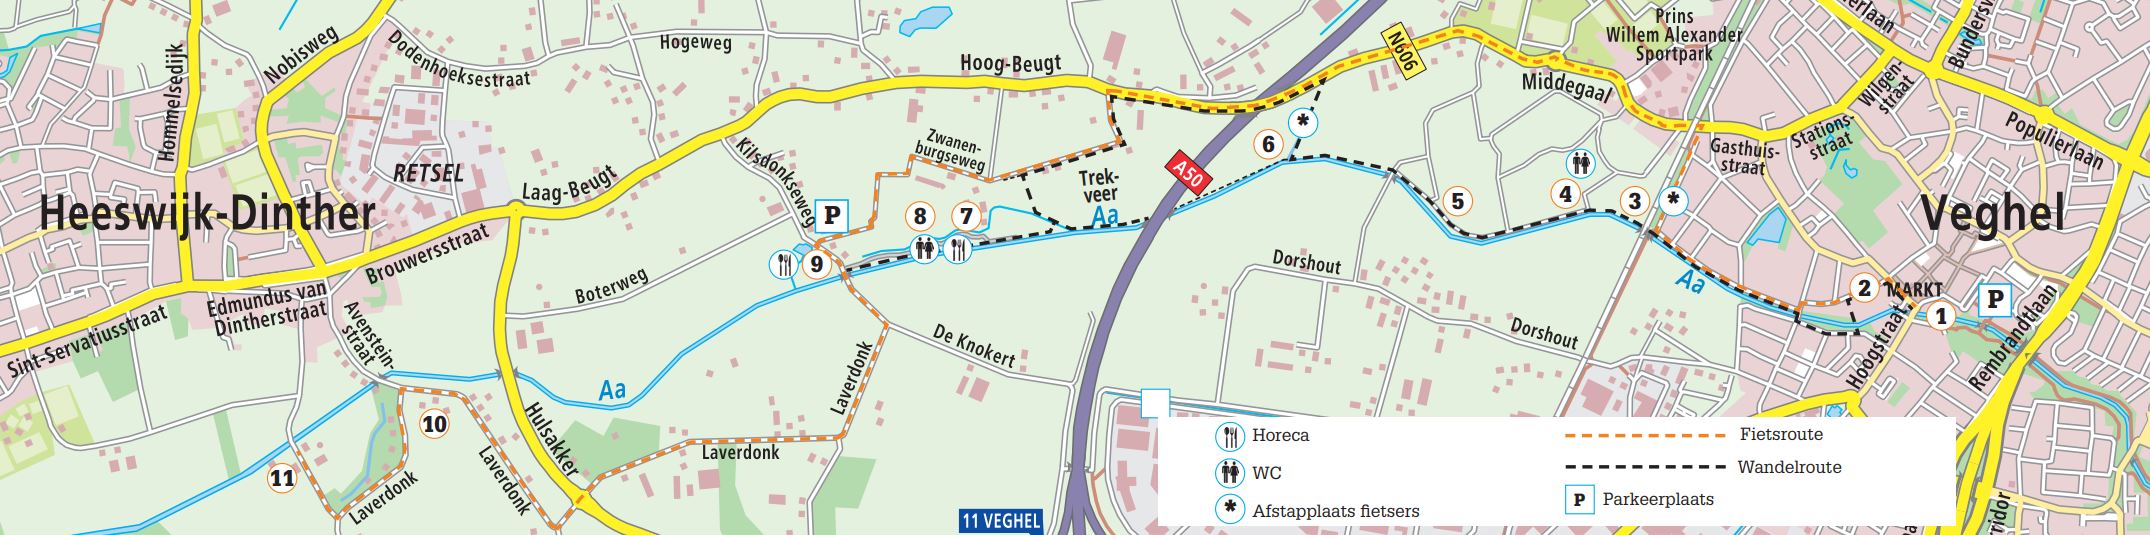 Hommelsedijk
Nobisweg
Dodenhoeksestraat
Hogeweg
Hoog-Beugt
N606
Middegaal
Prins
Willem Alexander
Sportpark
Wilgen-
straat
Populierlaan
Stations-
straat
Gasthuis-
straat
RETSEL
Laag-Beugt
Kilsdonkseweg
Zwanen-
burgseweg
Trek-
veer
Aa
A50
6
*
5
4
3
*
Heeswijk-Dinther
Veghel
P
8
7
9
Brouwersstraat
Boterweg
Edmundus van
Dintherstraat
Sint-Servatiusstraat
Avenstein-
straat
Dorshout
Dorshout
Aa
2
MARKT
1
P
Hoogstraat
Rembrandtlaan
De Knokert
Laverdonk
Aa
10
11
Hulsakker
Laverdonk
Laverdonk
Laverdonk
11 VEGHEL
Horeca
WC
* Afstapplaats fietsers
Fietsroute
Wandelroute
P Parkeerplaats